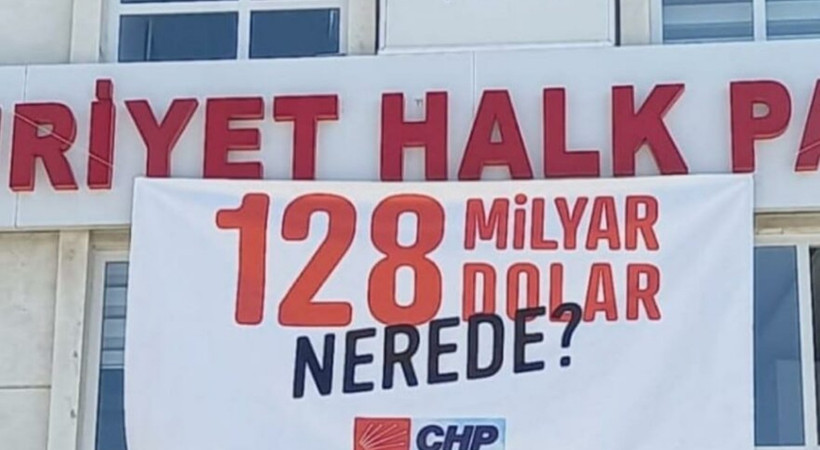 RİYET HALK PA
128 MİLYAR DOLAR
NEREDE?
CHP